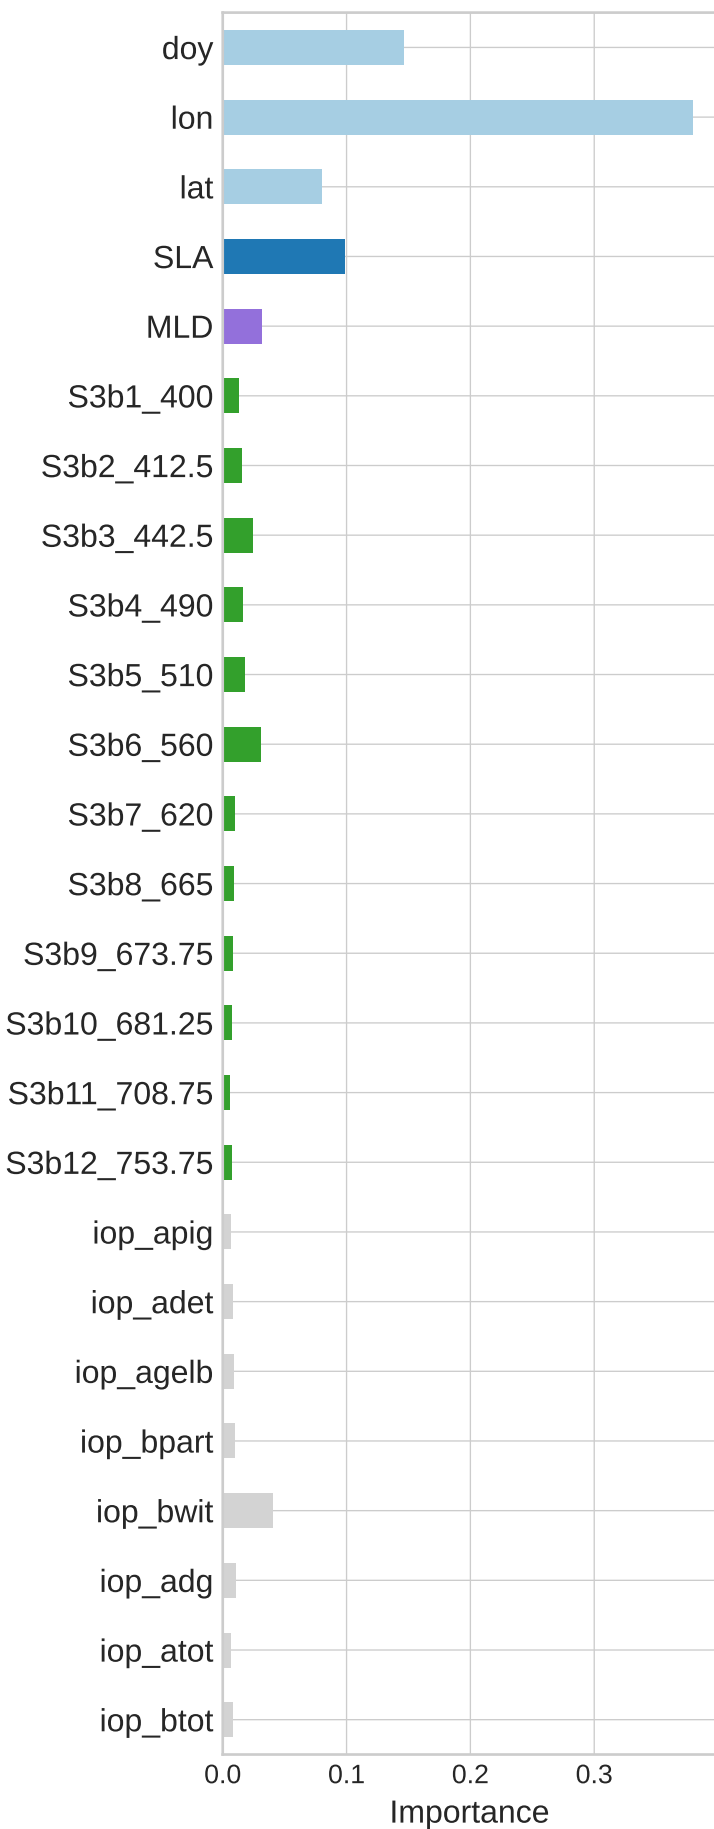 doy
lon
lat
SLA
MLD
S3b1_400
S3b2_412.5
S3b3_442.5
S3b4_490
S3b5_510
S3b6_560
S3b7_620
S3b8_665
S3b9_673.75
S3b10_681.25
S3b11_708.75
S3b12_753.75
iop_apig
iop_adet
iop_agelb
iop_bpart
iop_bwit
iop_adg
iop_atot
iop_btot
0.0 0.1 0.2 0.3
Importance